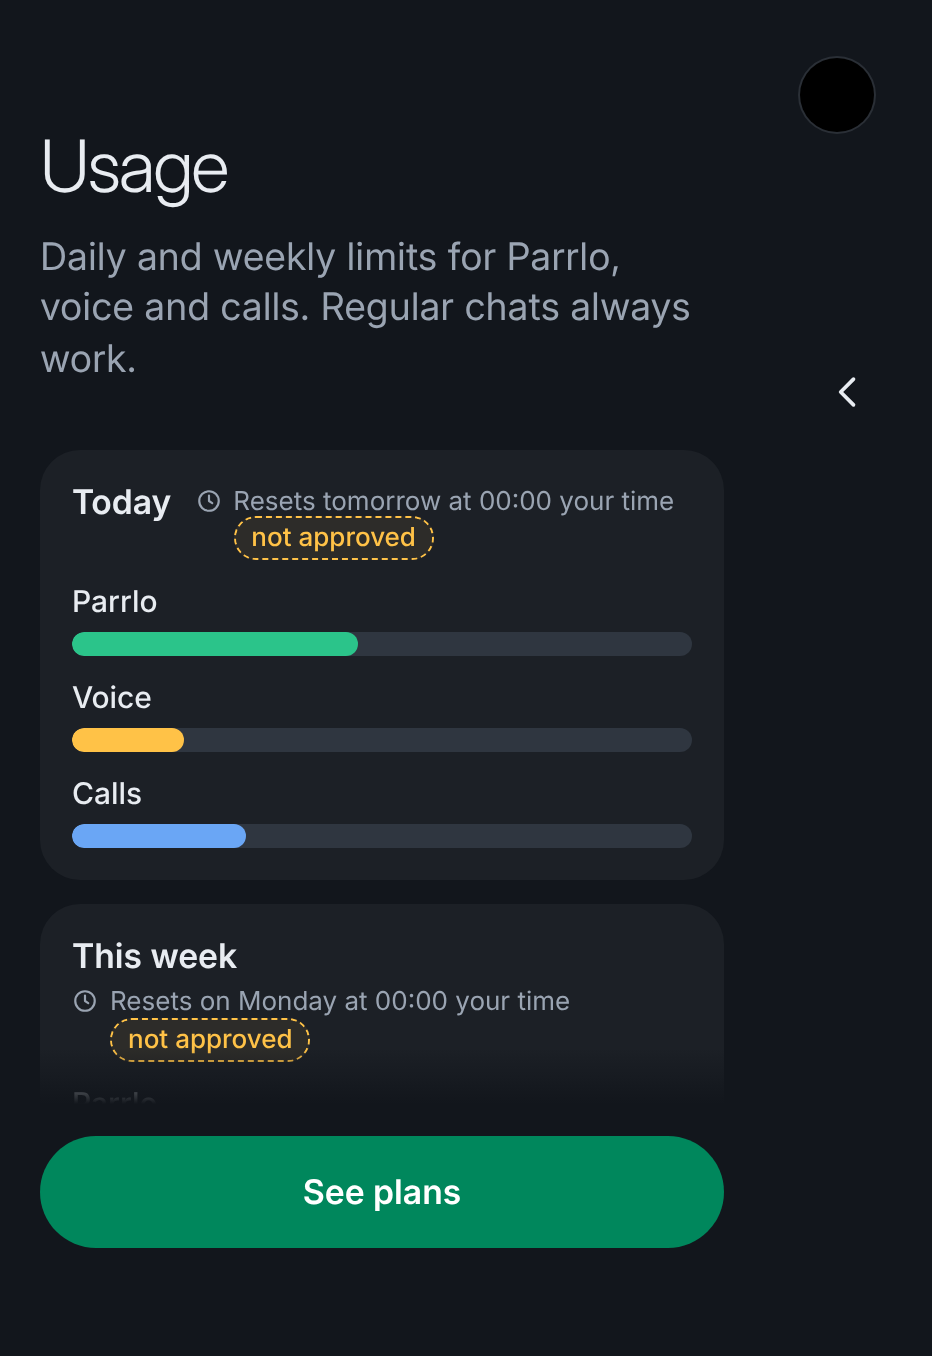 Usage
Daily and weekly limits for Parrlo,
voice and calls. Regular chats always
work.
Today
Resets tomorrow at 00:00 your time
not approved
Parrlo
Voice
Calls
This week
Resets on Monday at 00:00 your time
not approved
Parrlo
See plans